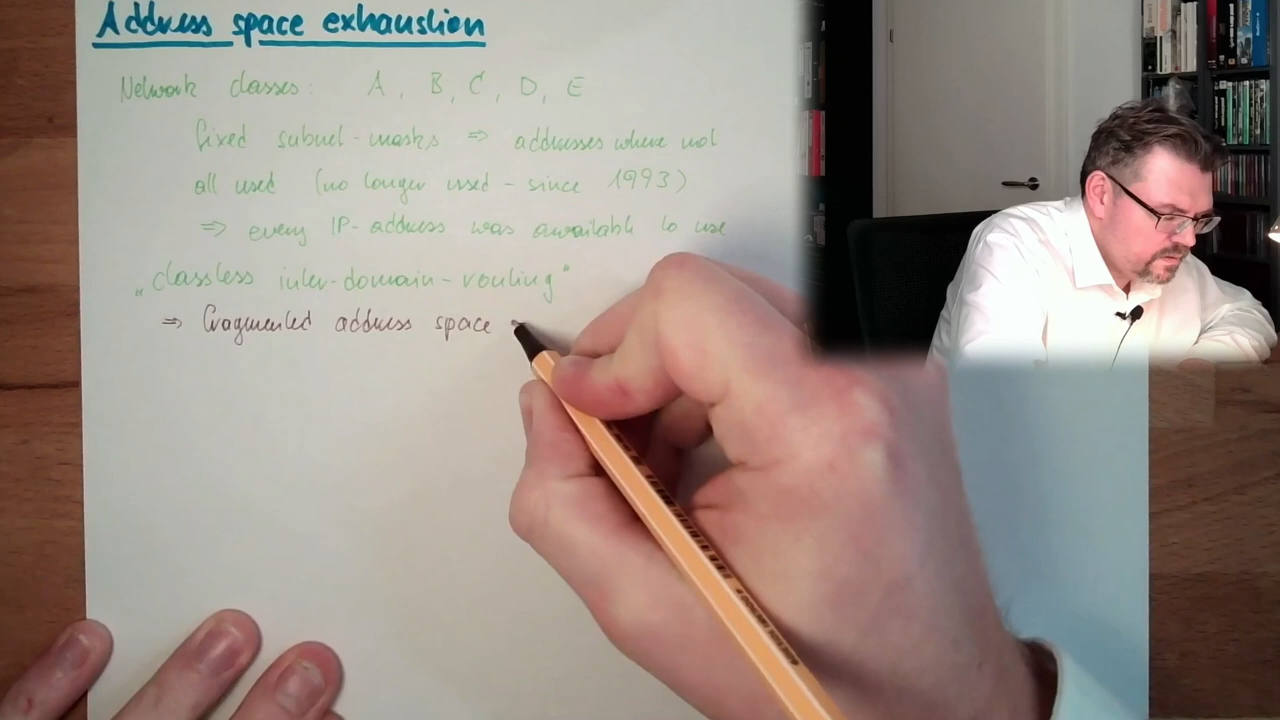 Address space exhaustion
Network classes: A, B, C, D, E
fixed subnet-masks ⇒ addresses where not
all used (no longer used - since 1993)
⇒ every IP-address was available to use
„classless inter-domain-routing"
⇒ fragmented address space